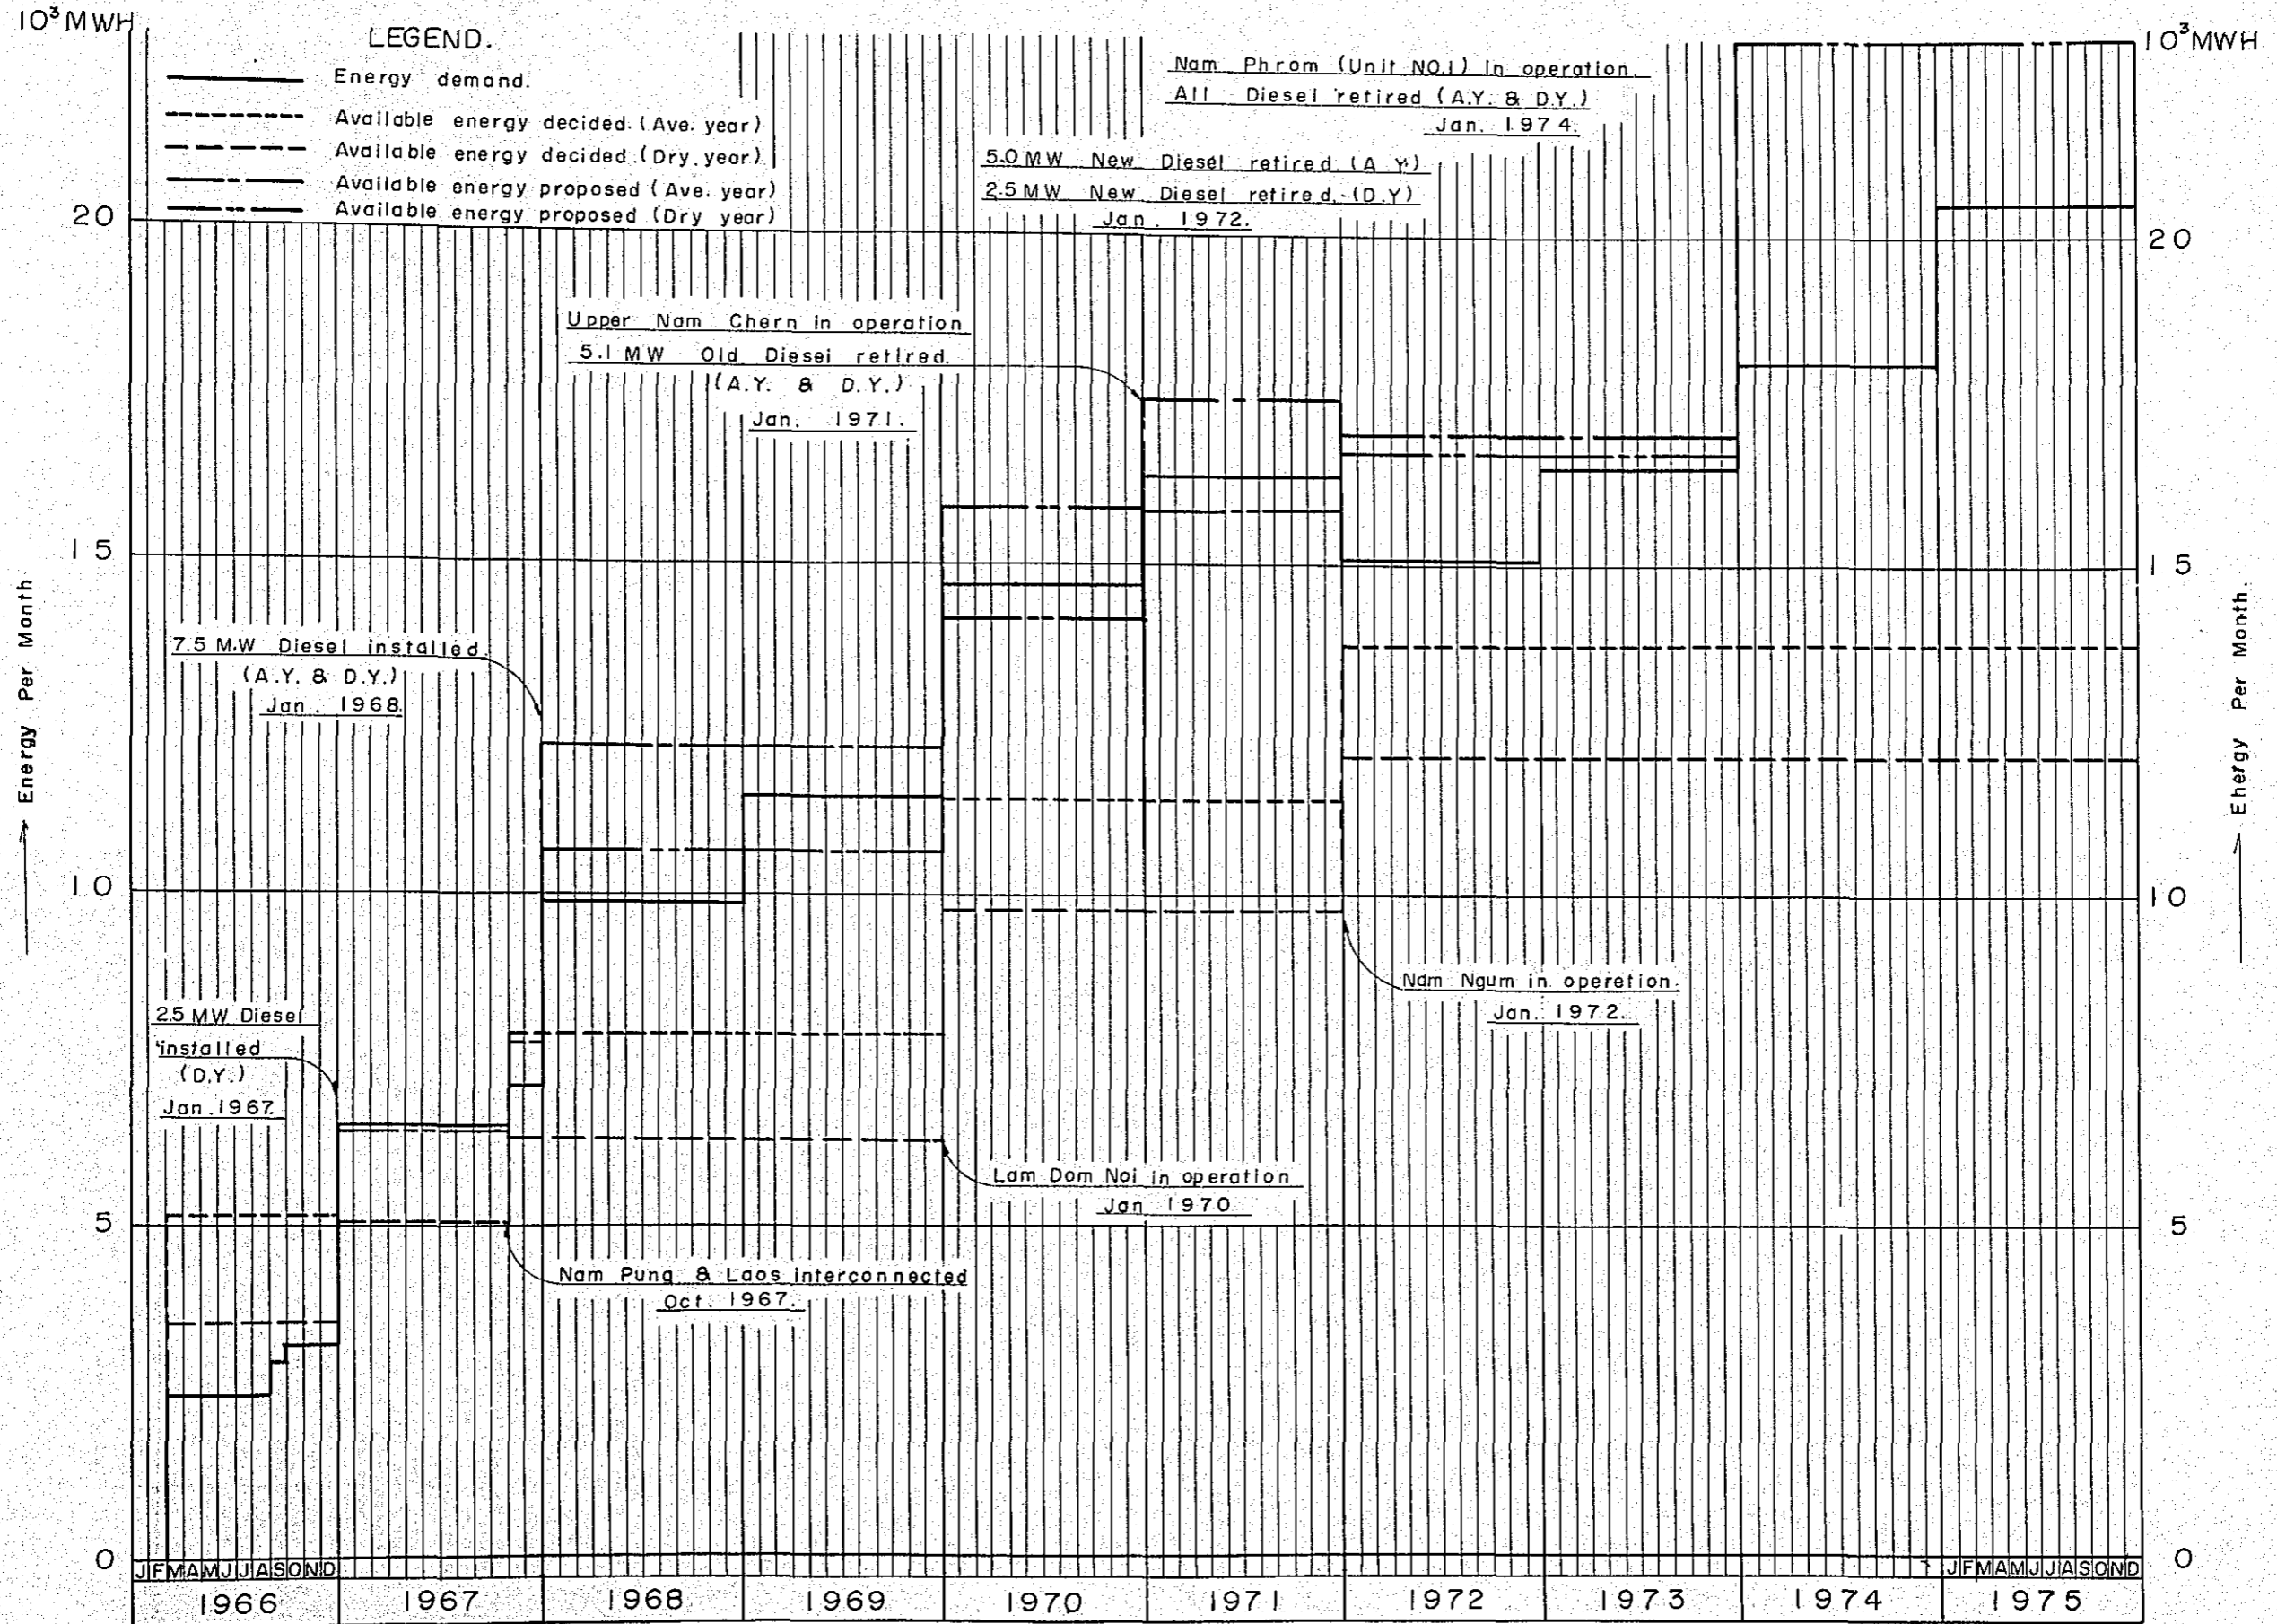 10³ MWH
LEGEND.
Energy demand.
Available energy decided. (Ave. year)
Available energy decided. (Dry. year)
Available energy proposed (Ave. year)
Available energy proposed (Dry year)
10³ MWH
Nam Phrom (Unit NO.1) In operation.
All Diesel retired (A.Y. & D.Y.)
Jan. 1974.
5.0 MW New Diesel retired. (A.Y.)
2.5 MW New Diesel retired. (D.Y)
Jan. 1972.
Upper Nam Chern in operation
5.1 MW Old Diesel retired.
(A.Y. & D.Y.)
Jan. 1971.
7.5 M.W Diesel installed.
(A.Y. & D.Y.)
Jan. 1968.
2.5 MW Diesel
installed
(D.Y.)
Jan. 1967.
Nam Pung & Laos interconnected
Oct. 1967.
Lam Dom Noi in operation
Jan 1970
Nam Ngum in operetion.
Jan. 1972.
Energy Per Month
20
15
10
5
0
Ehergy Per Month.
20
15
10
5
0
J F M A M J J A S O N D
J F M A M J J A S O N D
1966 1967 1968 1969 1970 1971 1972 1973 1974 1975